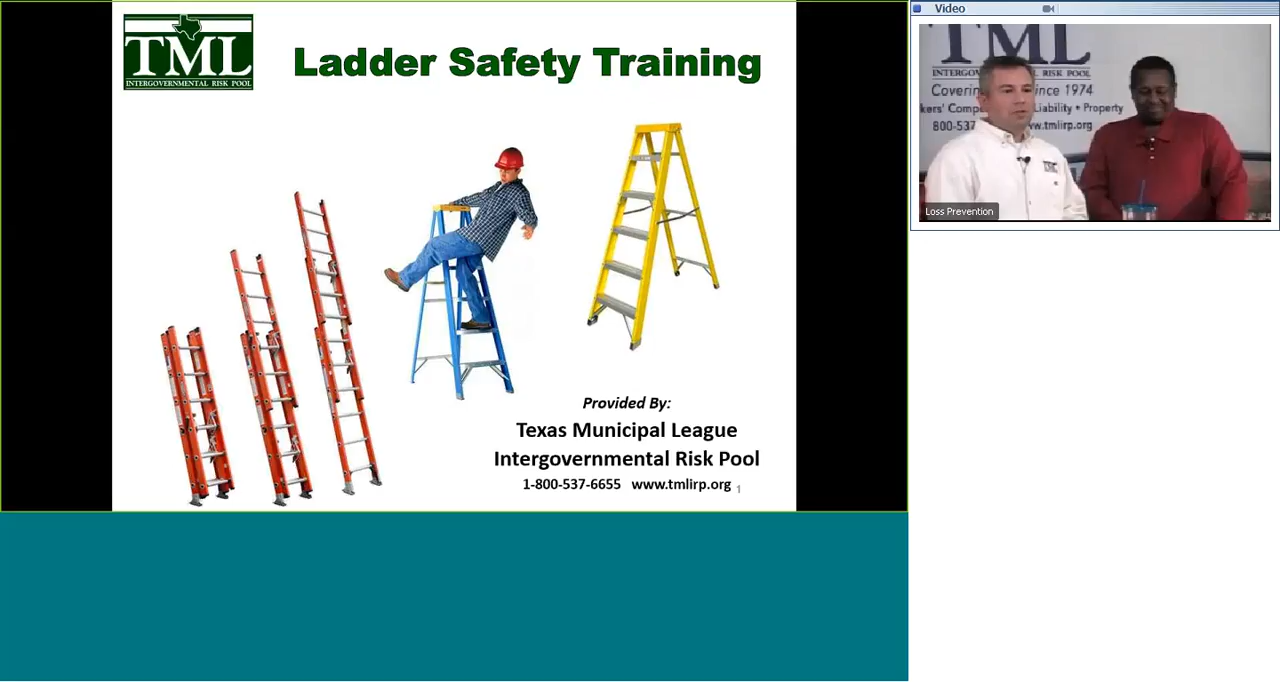 TML
INTERGOVERNMENTAL RISK POOL
Ladder Safety Training
Provided By:
Texas Municipal League
Intergovernmental Risk Pool
1-800-537-6655 www.tmlirp.org 1
Video
TML
INTERGOVERNMENTAL RISK POOL
Covering since 1974
Liability • Property
800-537 www.tmlirp.org
Loss Prevention